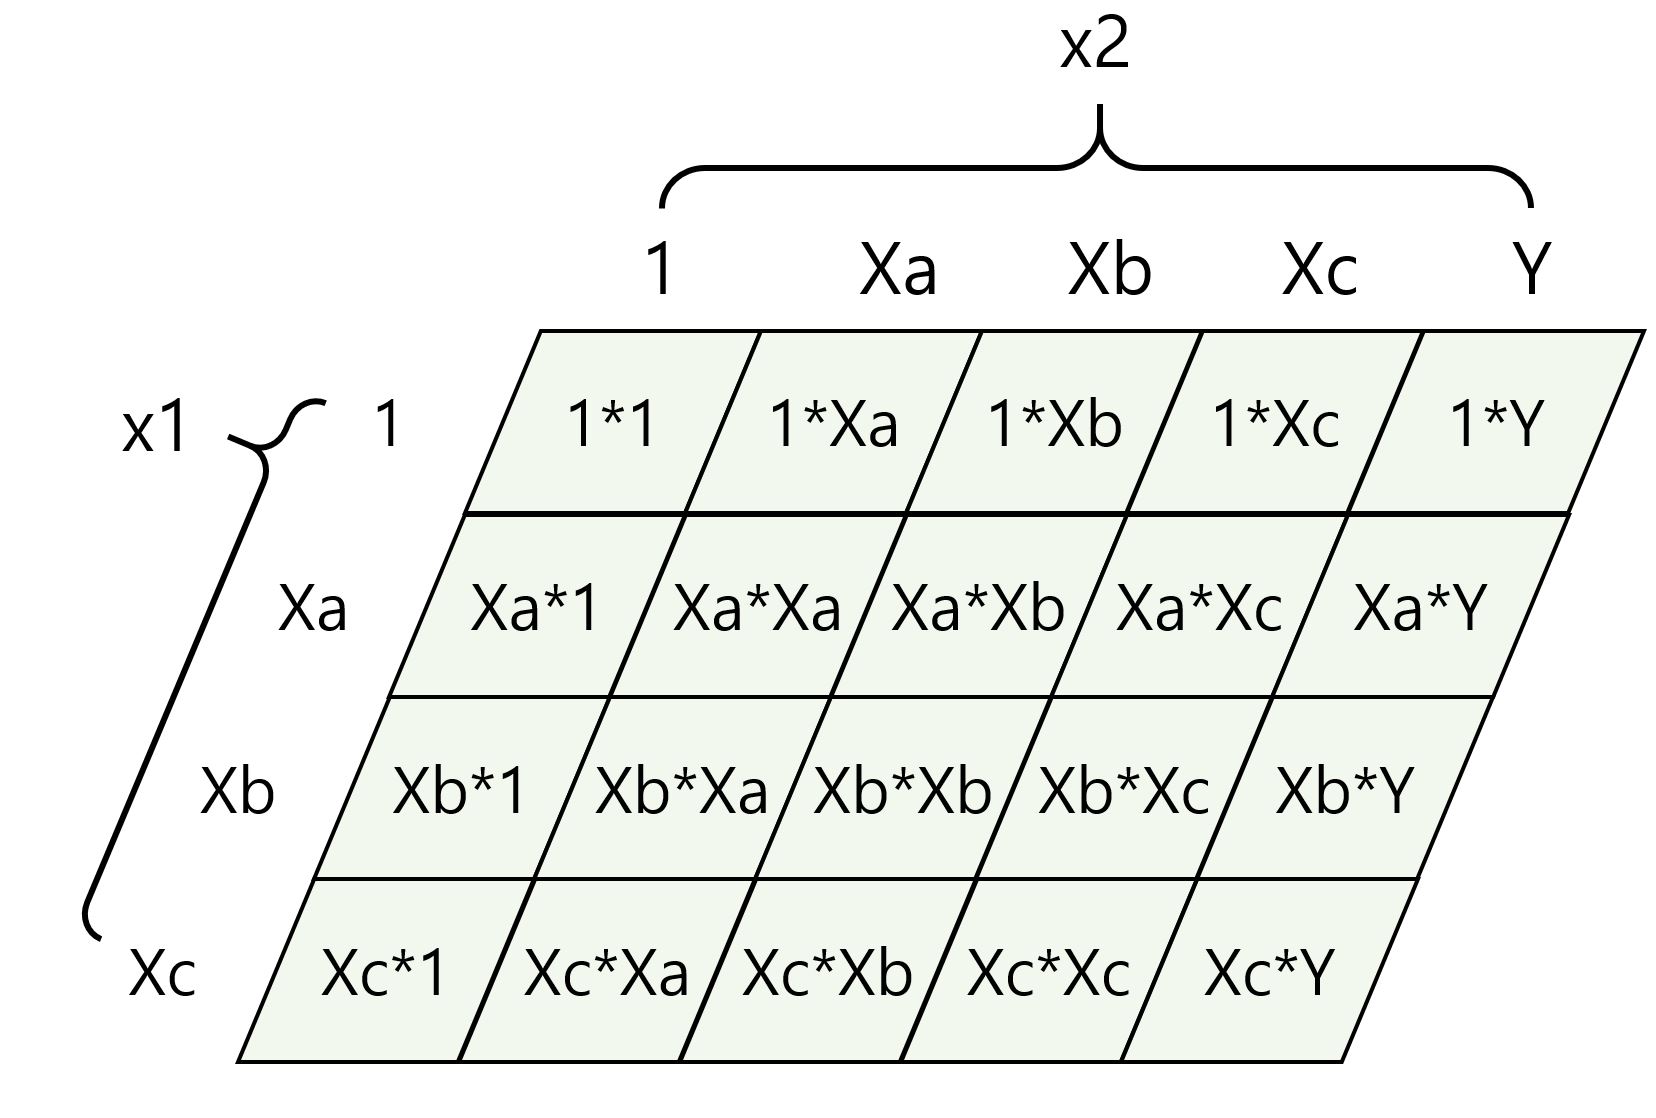 x2
1 Xa Xb Xc Y
x1 1 1*1 1*Xa 1*Xb 1*Xc 1*Y
Xa Xa*1 Xa*Xa Xa*Xb Xa*Xc Xa*Y
Xb Xb*1 Xb*Xa Xb*Xb Xb*Xc Xb*Y
Xc Xc*1 Xc*Xa Xc*Xb Xc*Xc Xc*Y